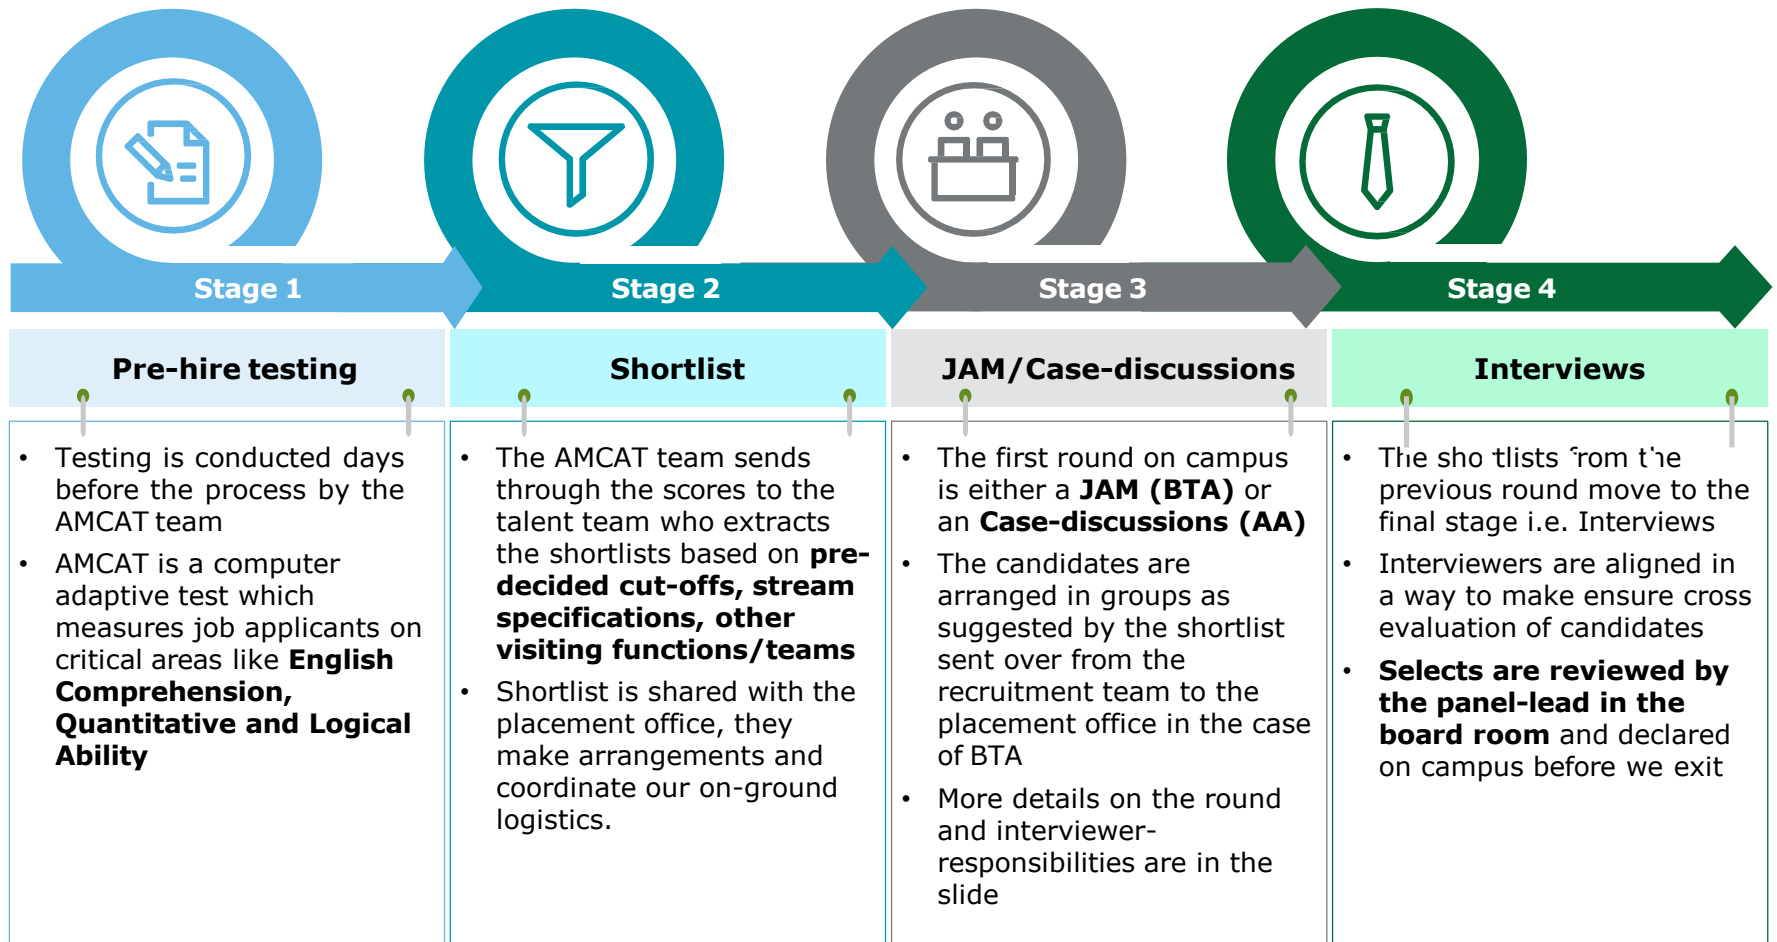 Stage 1
Stage 2
Stage 3
Stage 4
Pre-hire testing
Shortlist
JAM/Case-discussions
Interviews
• Testing is conducted days
before the process by the
AMCAT team
• AMCAT is a computer
adaptive test which
measures job applicants on
critical areas like English
Comprehension,
Quantitative and Logical
Ability
• The AMCAT team sends
through the scores to the
talent team who extracts
the shortlists based on pre-
decided cut-offs, stream
specifications, other
visiting functions/teams
• Shortlist is shared with the
placement office, they
make arrangements and
coordinate our on-ground
logistics.
• The first round on campus
is either a JAM (BTA) or
an Case-discussions (AA)
• The candidates are
arranged in groups as
suggested by the shortlist
sent over from the
recruitment team to the
placement office in the case
of BTA
• More details on the round
and interviewer-
responsibilities are in the
slide
• The shortlists from the
previous round move to the
final stage i.e. Interviews
• Interviewers are aligned in
a way to make ensure cross
evaluation of candidates
• Selects are reviewed by
the panel-lead in the
board room and declared
on campus before we exit